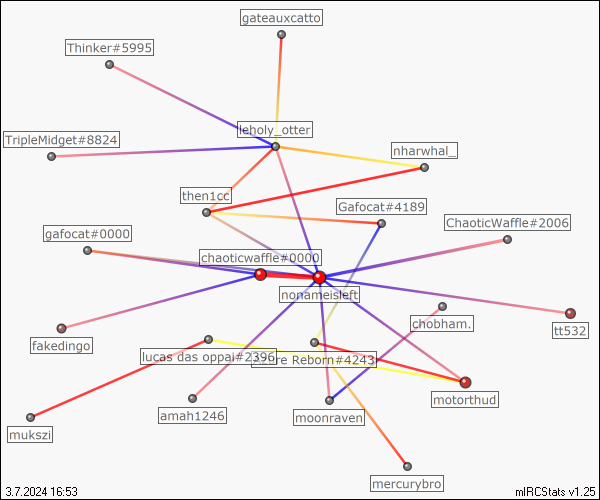 gateauxcatto
Thinker#5995
leholy_otter
TripleMidget#8824
nharwhal_
then1cc
Gafocat#4189
ChaoticWaffle#2006
gafocat#0000
chaoticwaffle#0000
nonameisleft
chobham.
tt532
fakedingo
lucas das oppai#2396
Reborn#4243
motorthud
amah1246
moonraven
mukszi
mercurybro
3.7.2024 16:53
mIRCStats v1.25